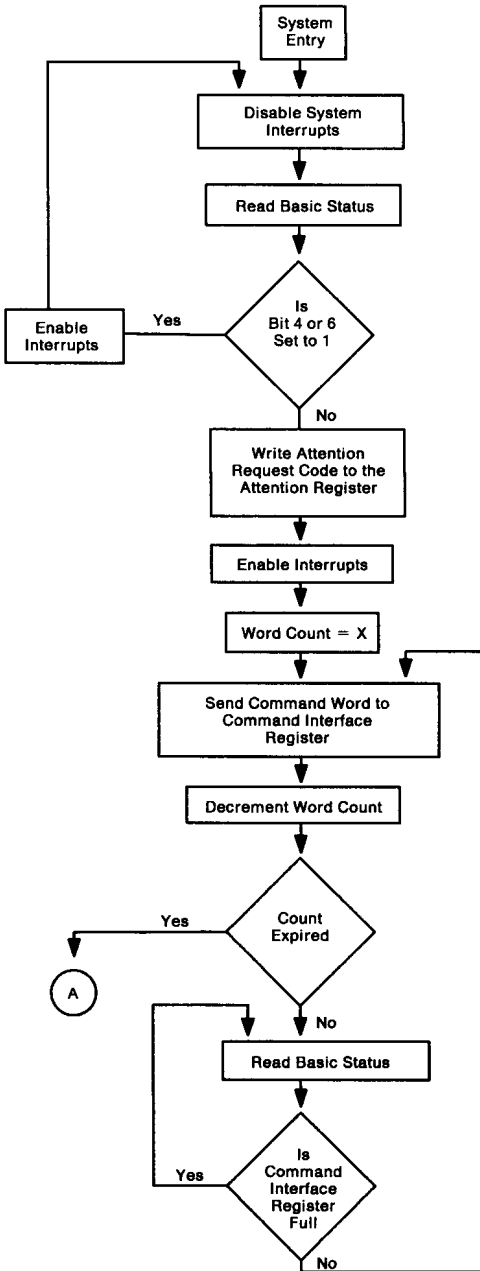 System
Entry
Disable System
Interrupts
Read Basic Status
Is
Bit 4 or 6
Set to 1
Yes
Enable
Interrupts
No
Write Attention
Request Code to the
Attention Register
Enable Interrupts
Word Count = X
Send Command Word to
Command Interface
Register
Decrement Word Count
Count
Expired
Yes
A
No
Read Basic Status
Is
Command
Interface
Register
Full
Yes
No